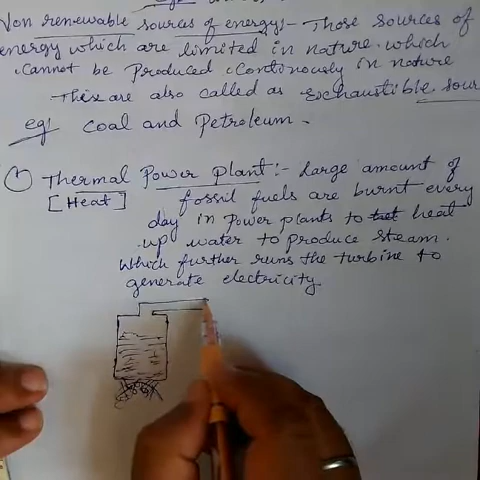 Non renewable sources of energy:- Those sources of
energy which are limited in nature. which
cannot be produced continously in nature
These are also called as exhaustible sour
eg! Coal and Petroleum.
Thermal Power plant:- Large amount of
[Heat] fossil fuels are burnt every
day in power plants to heat
up water to produce steam.
Which further runs the turbine to
generate electricity